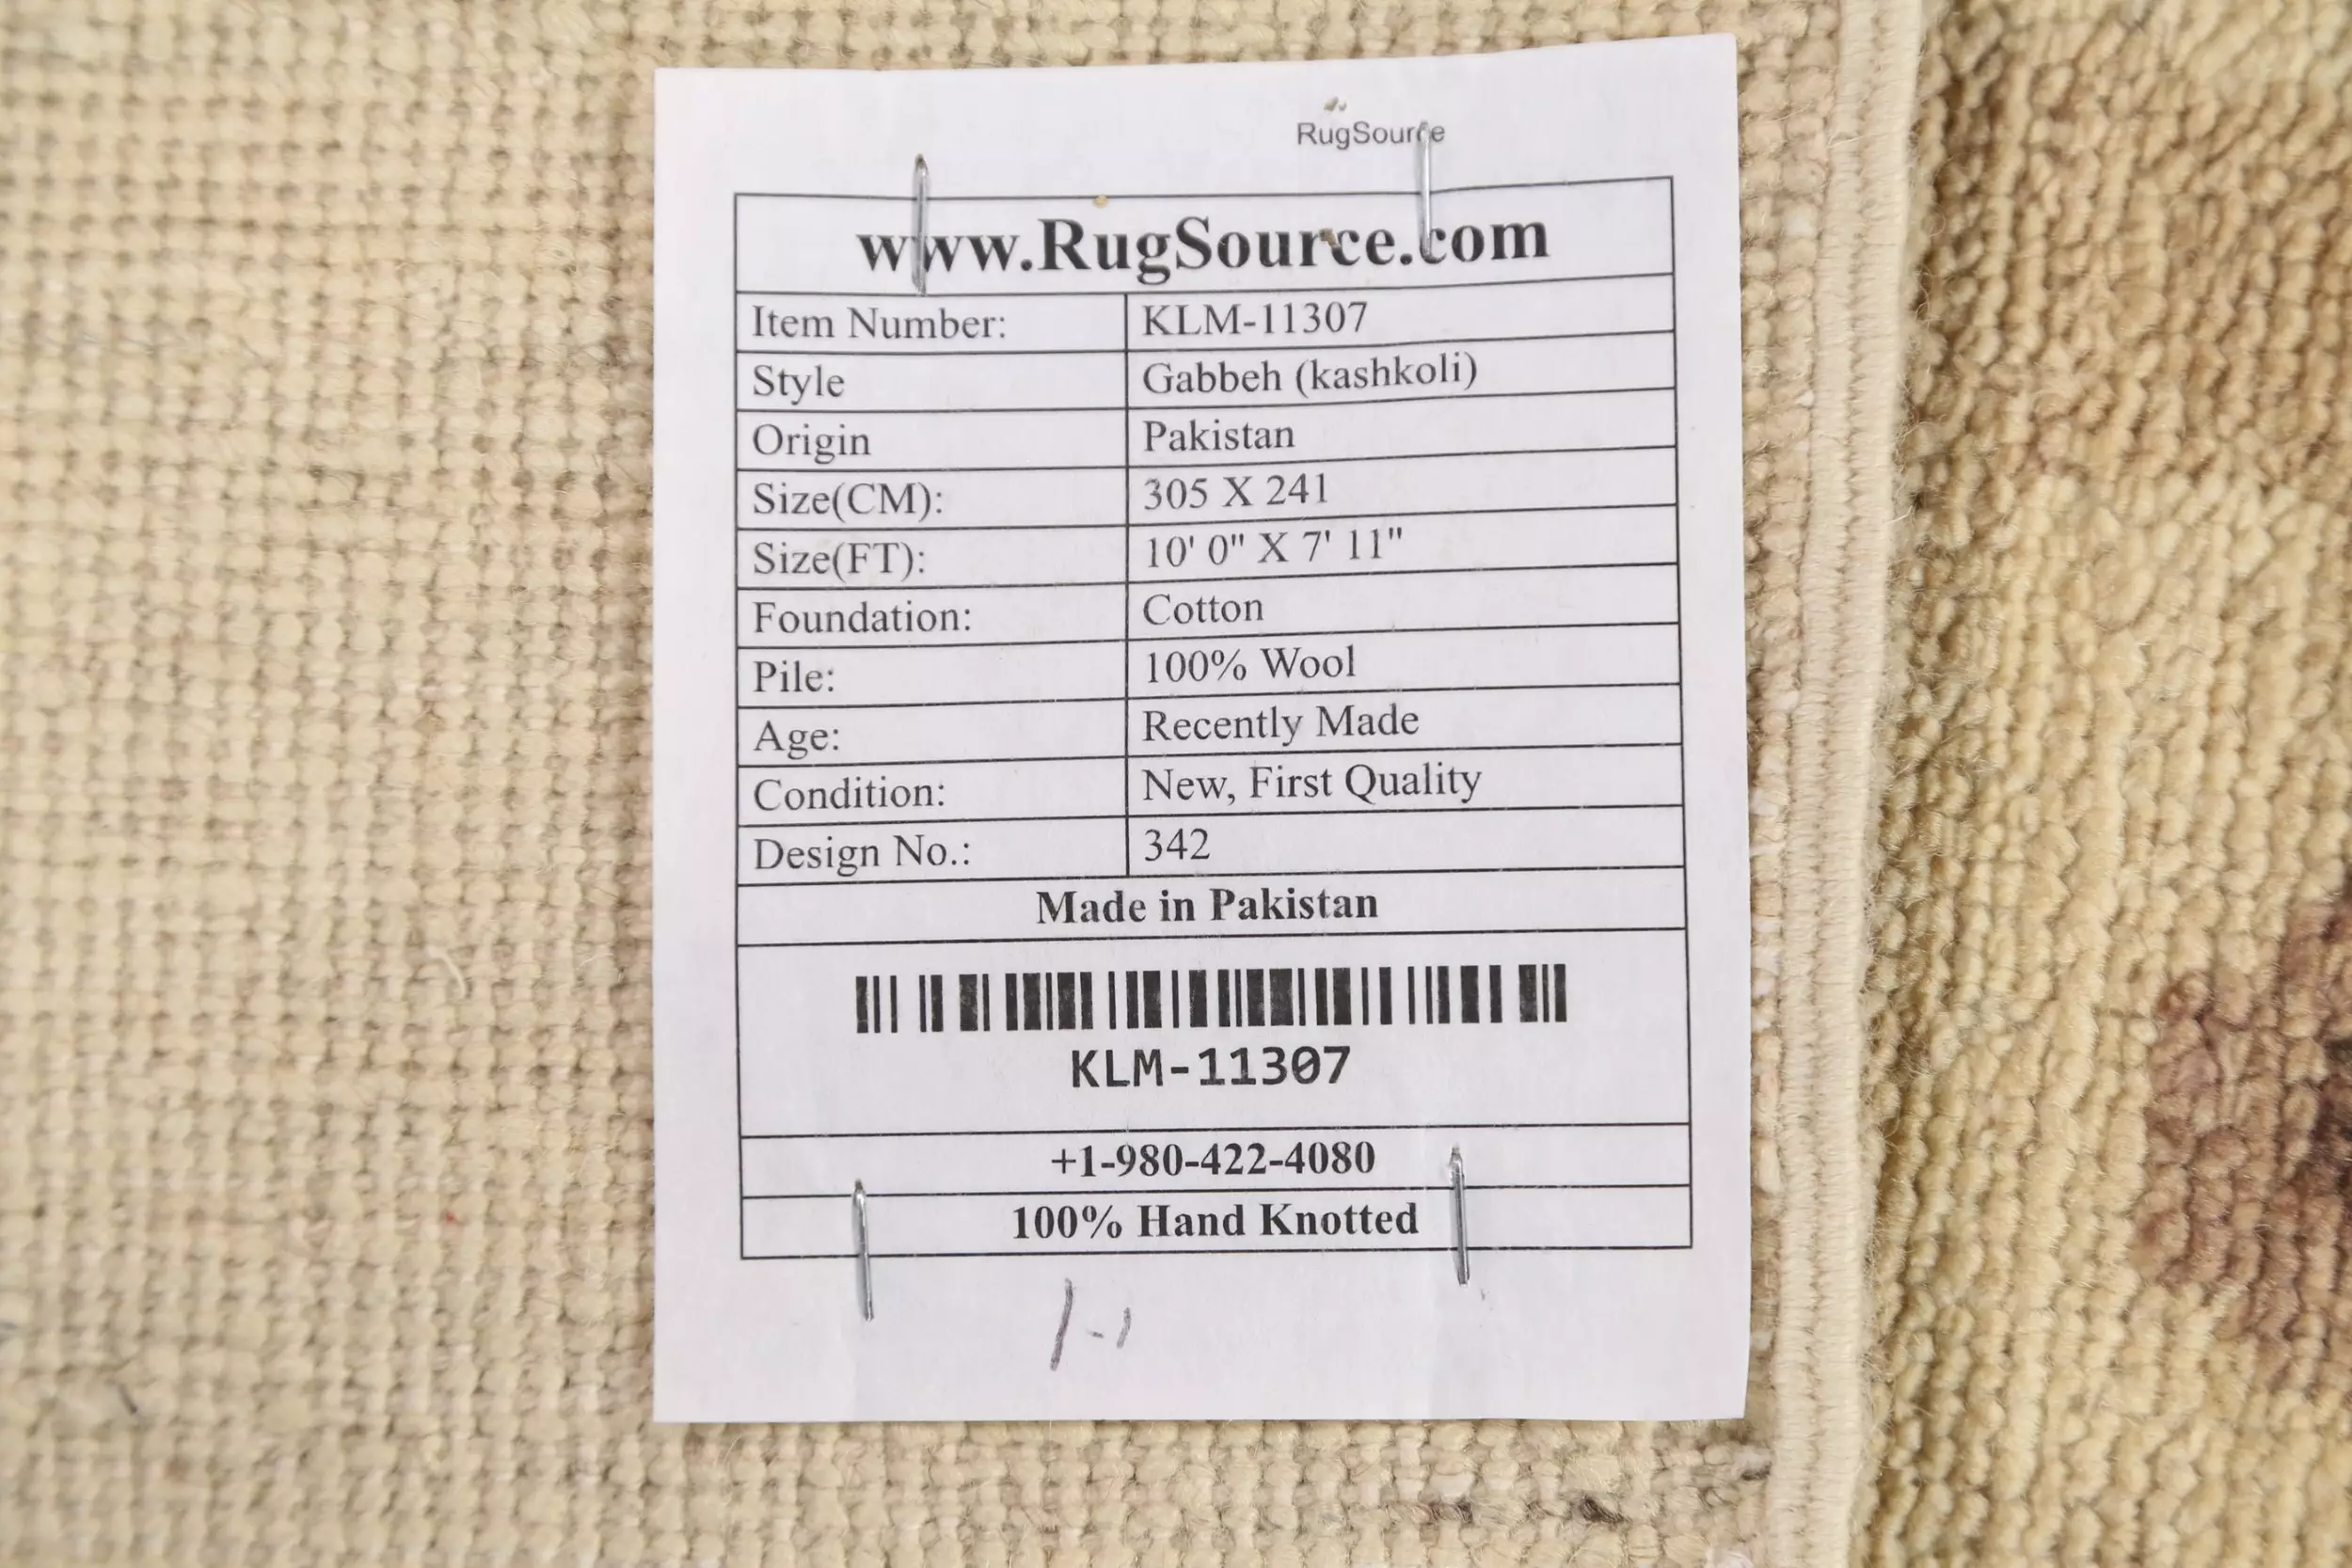 RugSource
www.RugSource.com
Item Number: KLM-11307
Style Gabbeh (kashkoli)
Origin Pakistan
Size(CM): 305 X 241
Size(FT): 10' 0" X 7' 11"
Foundation: Cotton
Pile: 100% Wool
Age: Recently Made
Condition: New, First Quality
Design No.: 342
Made in Pakistan
KLM-11307
+1-980-422-4080
100% Hand Knotted
1-1